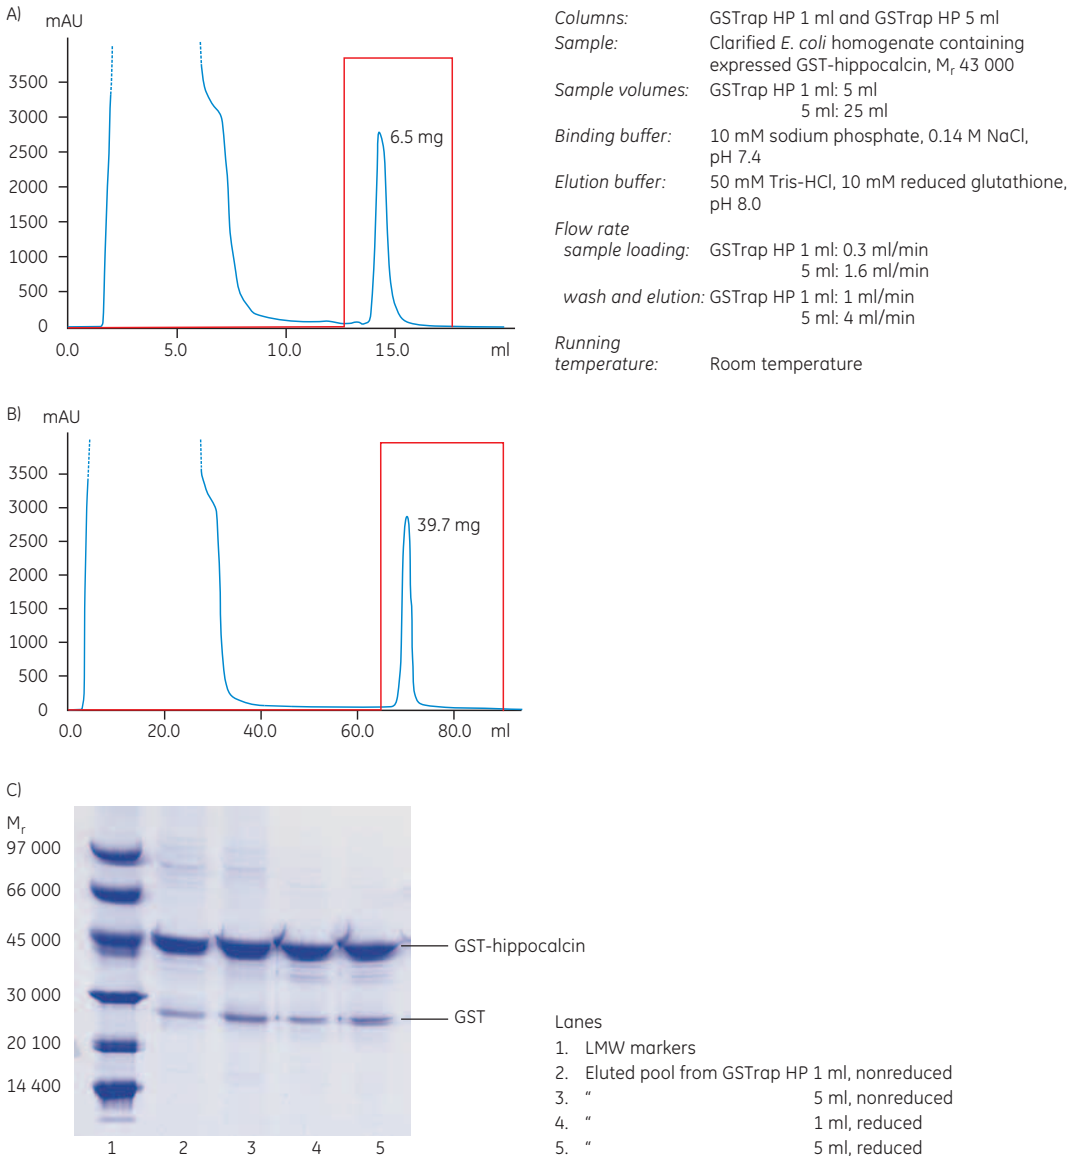 A)
mAU
3500
3000
2500
2000
1500
1000
500
0
6.5 mg
0.0 5.0 10.0 15.0 ml
Columns: GSTrap HP 1 ml and GSTrap HP 5 ml
Sample: Clarified E. coli homogenate containing
expressed GST-hippocalcin, Mr 43 000
Sample volumes: GSTrap HP 1 ml: 5 ml
5 ml: 25 ml
Binding buffer: 10 mM sodium phosphate, 0.14 M NaCl,
pH 7.4
Elution buffer: 50 mM Tris-HCl, 10 mM reduced glutathione,
pH 8.0
Flow rate
sample loading: GSTrap HP 1 ml: 0.3 ml/min
5 ml: 1.6 ml/min
wash and elution: GSTrap HP 1 ml: 1 ml/min
5 ml: 4 ml/min
Running
temperature: Room temperature
B)
mAU
3500
3000
2500
2000
1500
1000
500
0
39.7 mg
0.0 20.0 40.0 60.0 80.0 ml
C)
Mr
97 000
66 000
45 000
30 000
20 100
14 400
GST-hippocalcin
GST
1 2 3 4 5
Lanes
1. LMW markers
2. Eluted pool from GSTrap HP 1 ml, nonreduced
3. " 5 ml, nonreduced
4. " 1 ml, reduced
5. " 5 ml, reduced